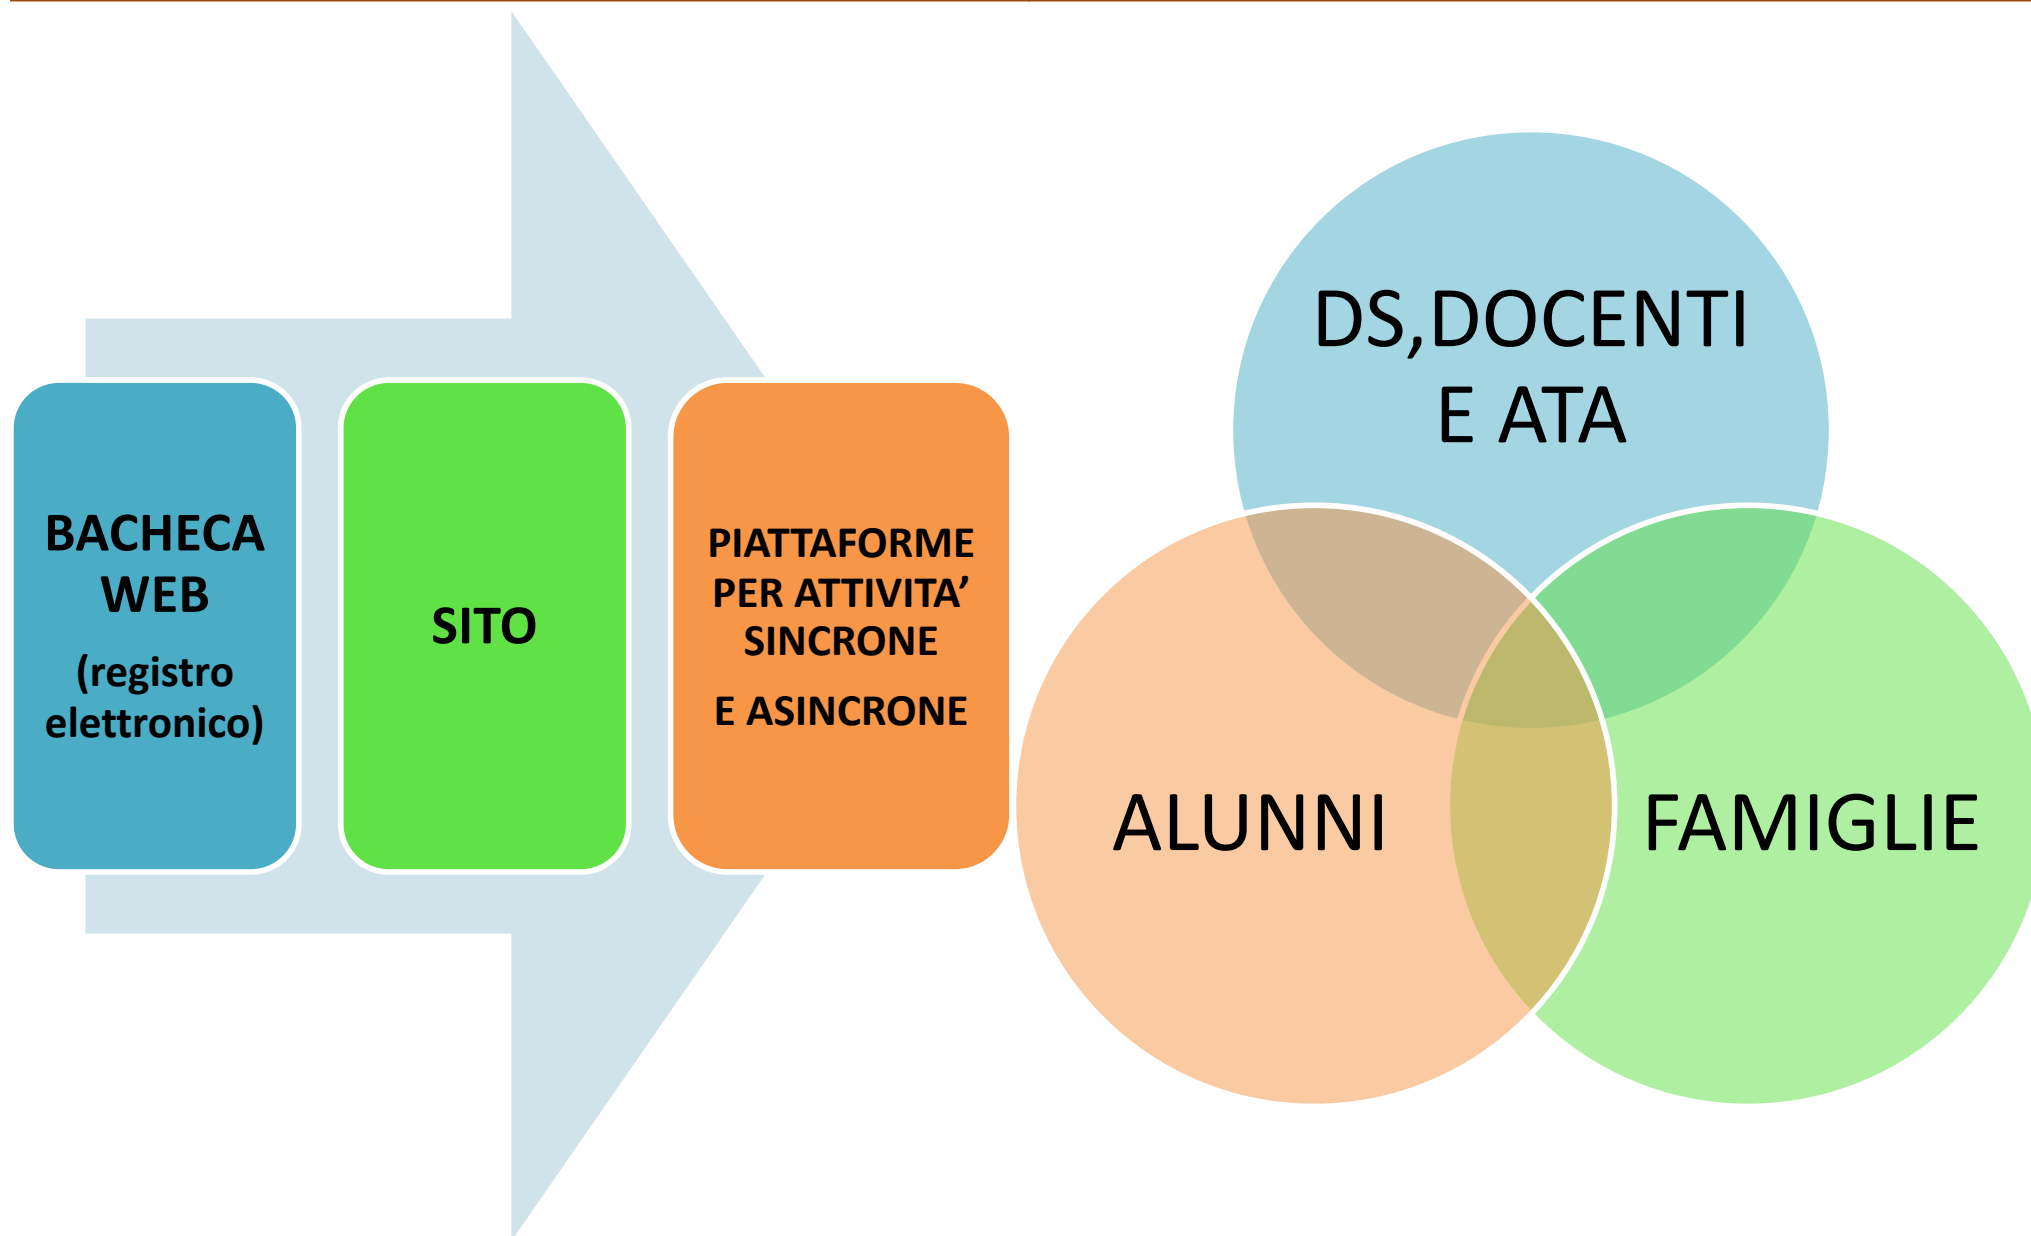 BACHECA
WEB
(registro
elettronico)
SITO
PIATTAFORME
PER ATTIVITA’
SINCRONE
E ASINCRONE
DS,DOCENTI
E ATA
ALUNNI
FAMIGLIE